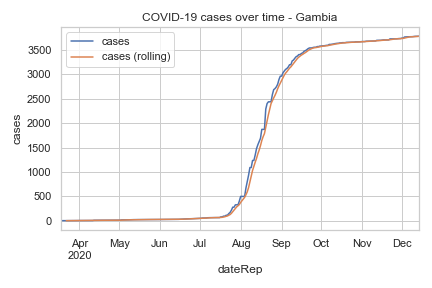 COVID-19 cases over time - Gambia
cases
cases (rolling)
3500
3000
2500
2000
1500
1000
500
0
cases
Apr May Jun Jul Aug Sep Oct Nov Dec
2020
dateRep